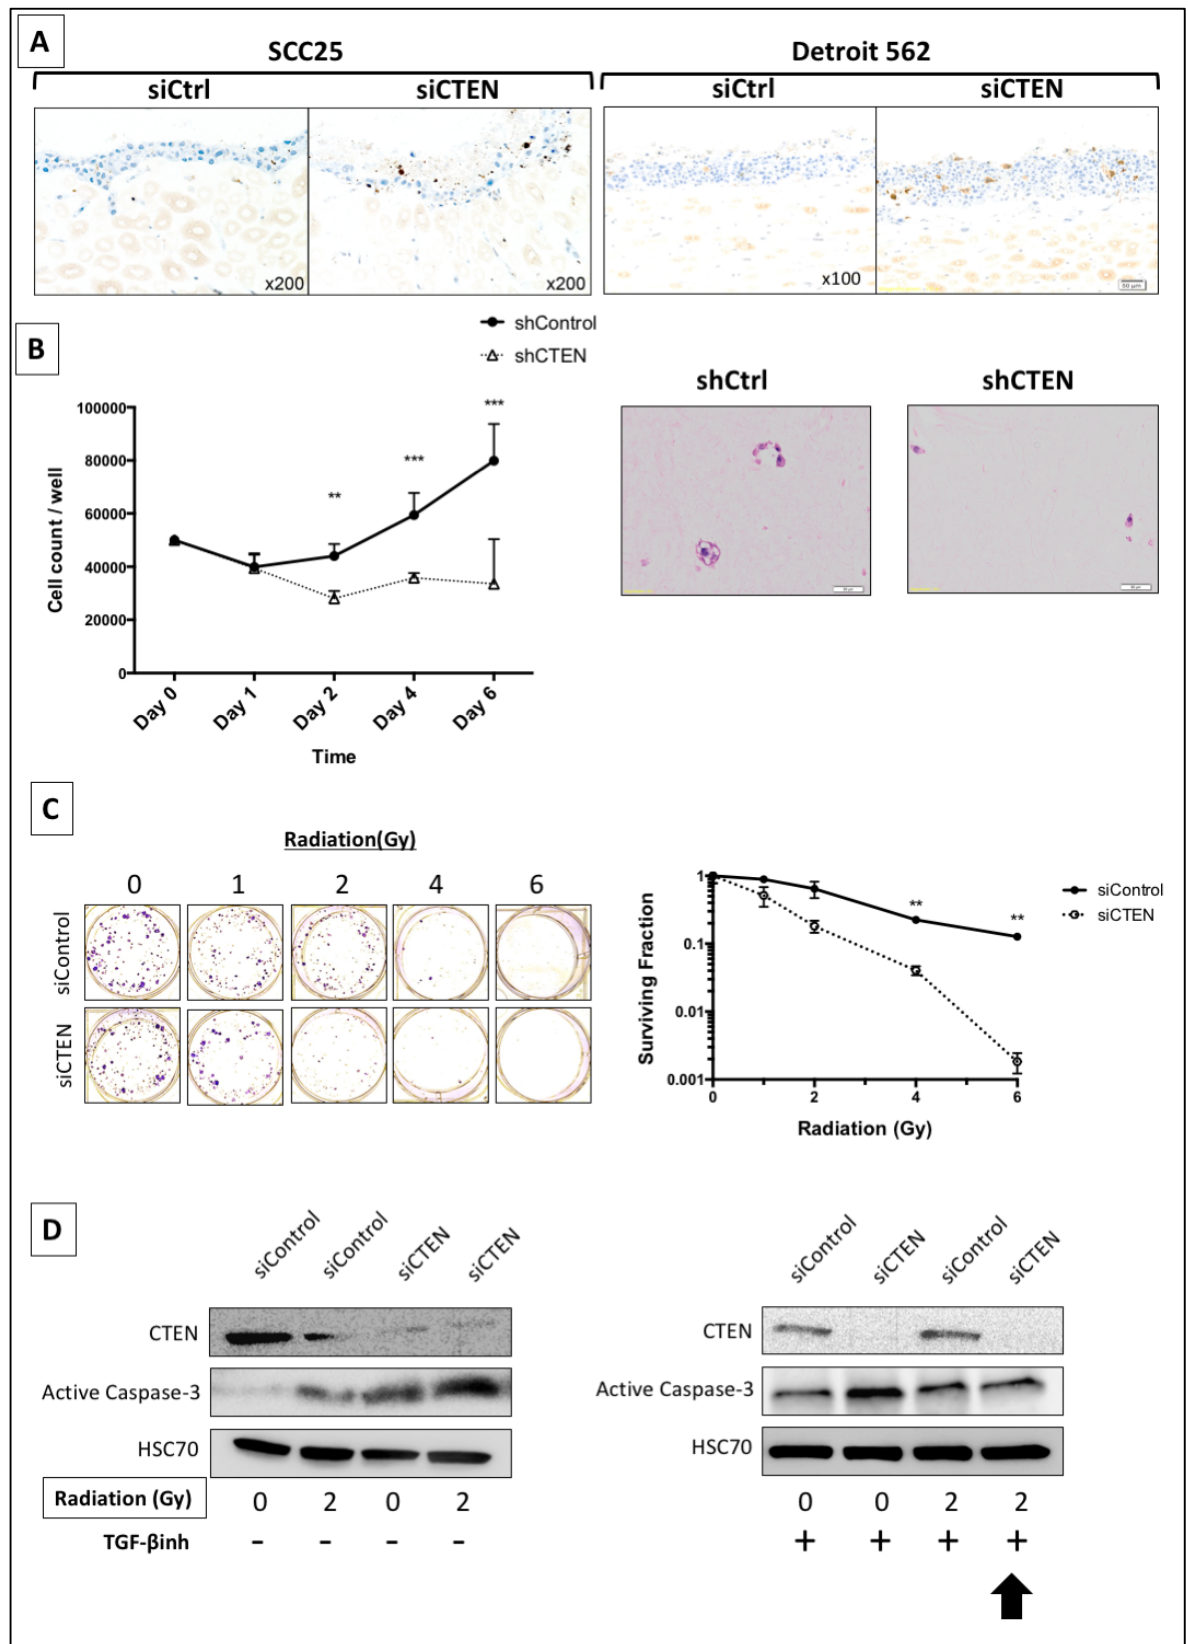 A
SCC25
Detroit 562
siCtrl
siCTEN
siCtrl
siCTEN
x200
x200
x100
50 µm
B
shControl
shCTEN
100000
80000
60000
40000
20000
0
Cell count / well
**
***
***
Day 0
Day 1
Day 2
Day 4
Day 6
Time
shCtrl
shCTEN
C
Radiation(Gy)
0 1 2 4 6
siControl
siCTEN
1
0.1
0.01
0.001
Surviving Fraction
**
**
0 2 4 6
Radiation (Gy)
siControl
siCTEN
D
siControl siControl siCTEN siCTEN
CTEN
Active Caspase-3
HSC70
Radiation (Gy) 0 2 0 2
TGF-βinh - - - -
siControl siCTEN siControl siCTEN
CTEN
Active Caspase-3
HSC70
0 0 2 2
+ + + +